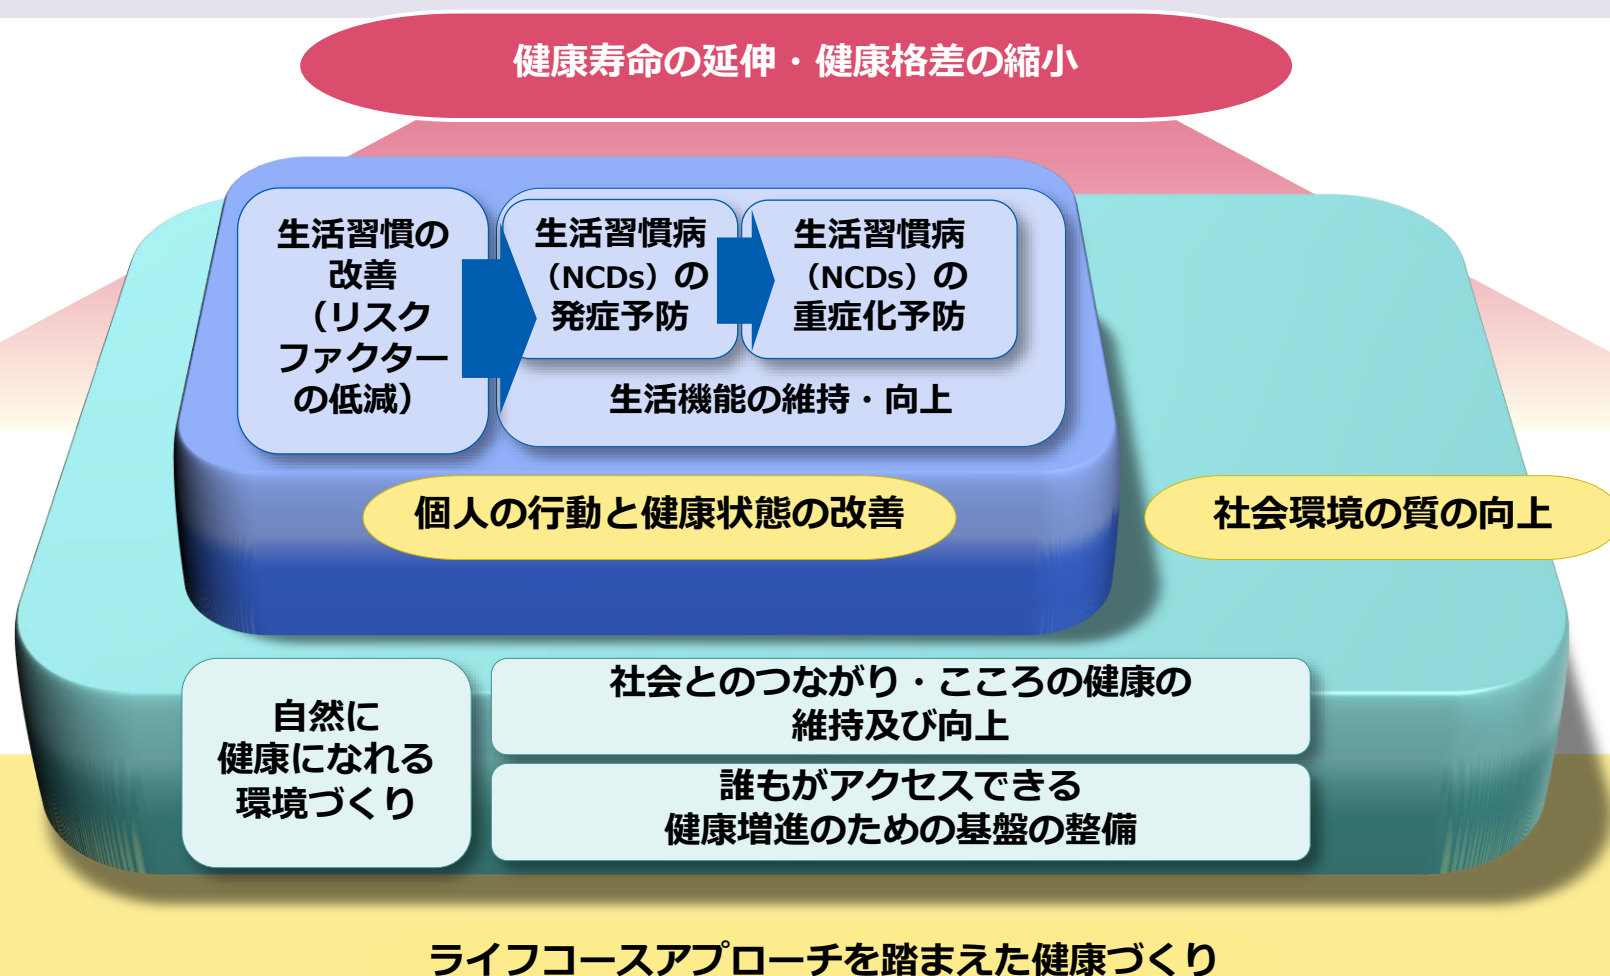 健康寿命の延伸・健康格差の縮小
生活習慣の
改善
（リスク
ファクター
の低減）
生活習慣病
（NCDs）の
発症予防
生活習慣病
（NCDs）の
重症化予防
生活機能の維持・向上
個人の行動と健康状態の改善
社会環境の質の向上
自然に
健康になれる
環境づくり
社会とのつながり・こころの健康の
維持及び向上
誰もがアクセスできる
健康増進のための基盤の整備
ライフコースアプローチを踏まえた健康づくり